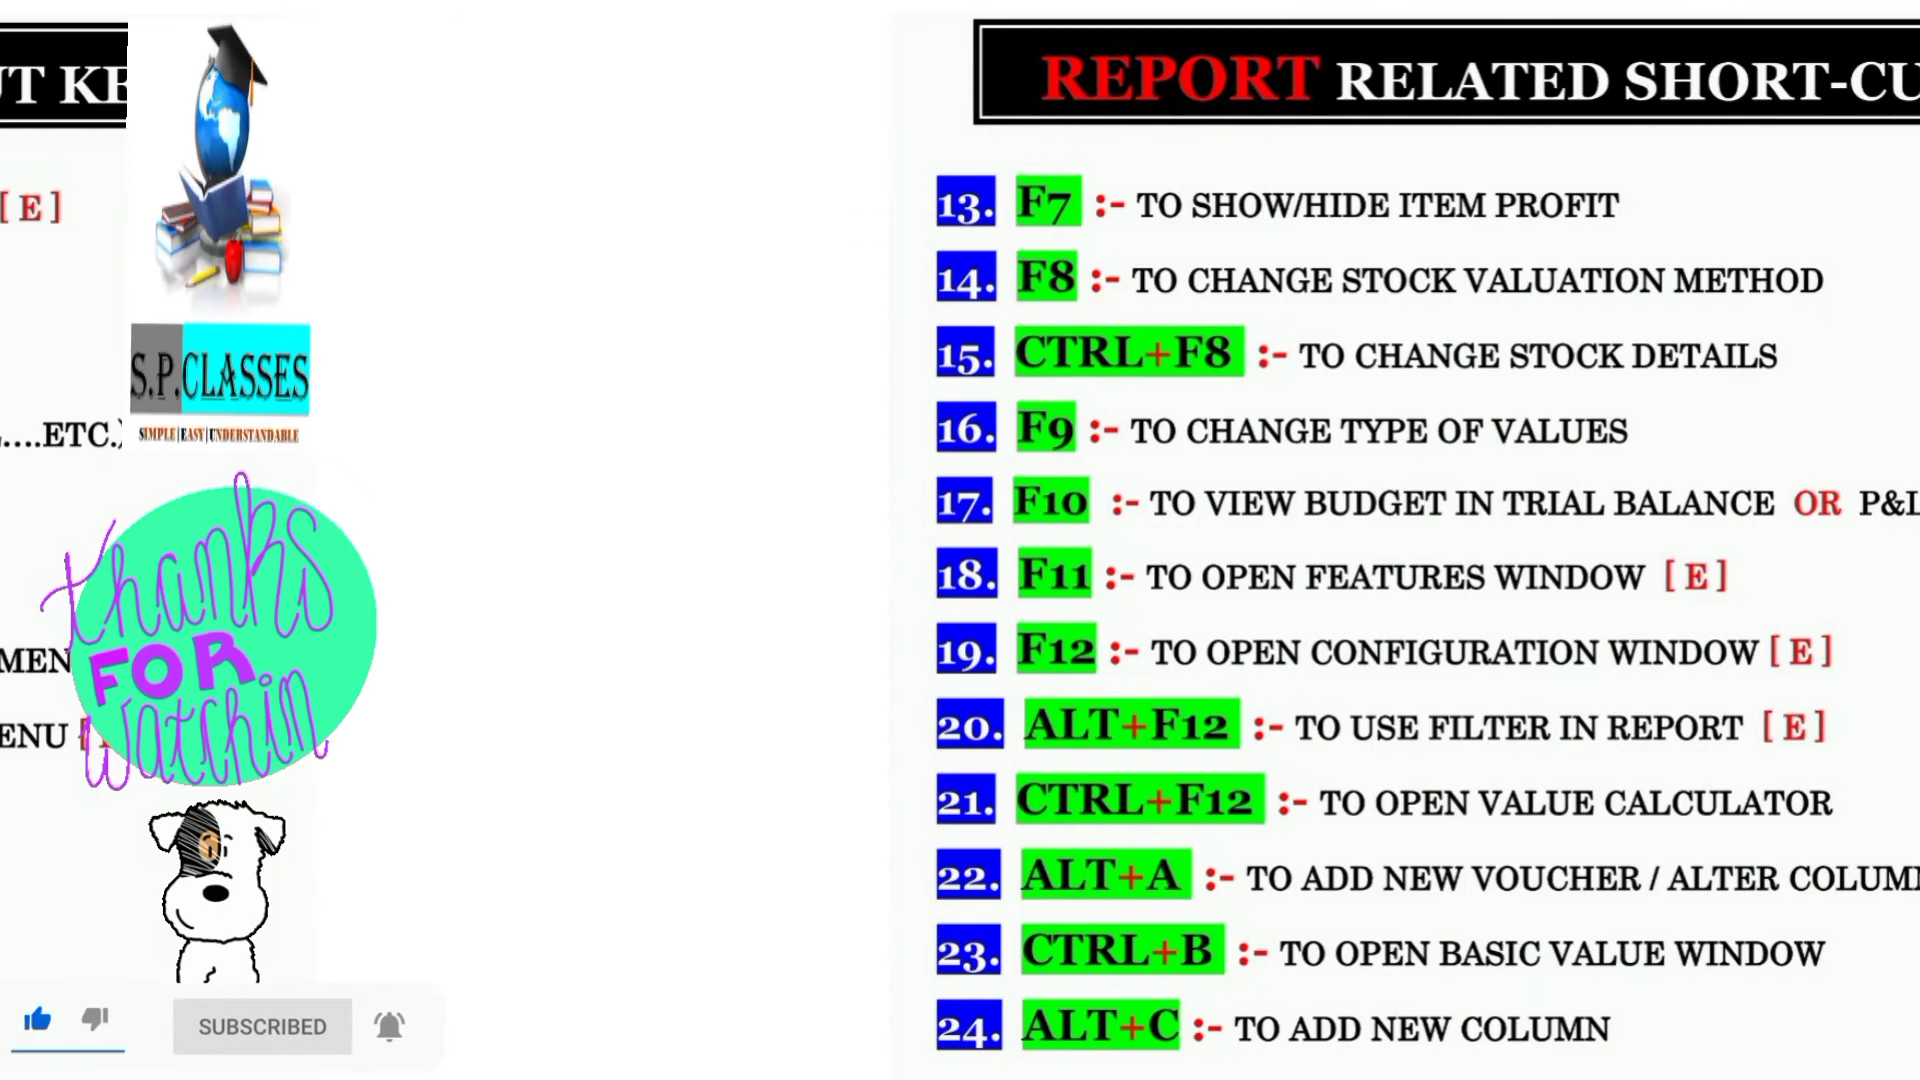 UT KE
[ E ]
....ETC.)
MEN
ENU [
S.P.CLASSES
SIMPLE|EASY|UNDERSTANDABLE
thanks
FOR
watchin
SUBSCRIBED
REPORT RELATED SHORT-CU
13. F7 :- TO SHOW/HIDE ITEM PROFIT
14. F8 :- TO CHANGE STOCK VALUATION METHOD
15. CTRL+F8 :- TO CHANGE STOCK DETAILS
16. F9 :- TO CHANGE TYPE OF VALUES
17. F10 :- TO VIEW BUDGET IN TRIAL BALANCE OR P&L
18. F11 :- TO OPEN FEATURES WINDOW [ E ]
19. F12 :- TO OPEN CONFIGURATION WINDOW [ E ]
20. ALT+F12 :- TO USE FILTER IN REPORT [ E ]
21. CTRL+F12 :- TO OPEN VALUE CALCULATOR
22. ALT+A :- TO ADD NEW VOUCHER / ALTER COLUMN
23. CTRL+B :- TO OPEN BASIC VALUE WINDOW
24. ALT+C :- TO ADD NEW COLUMN